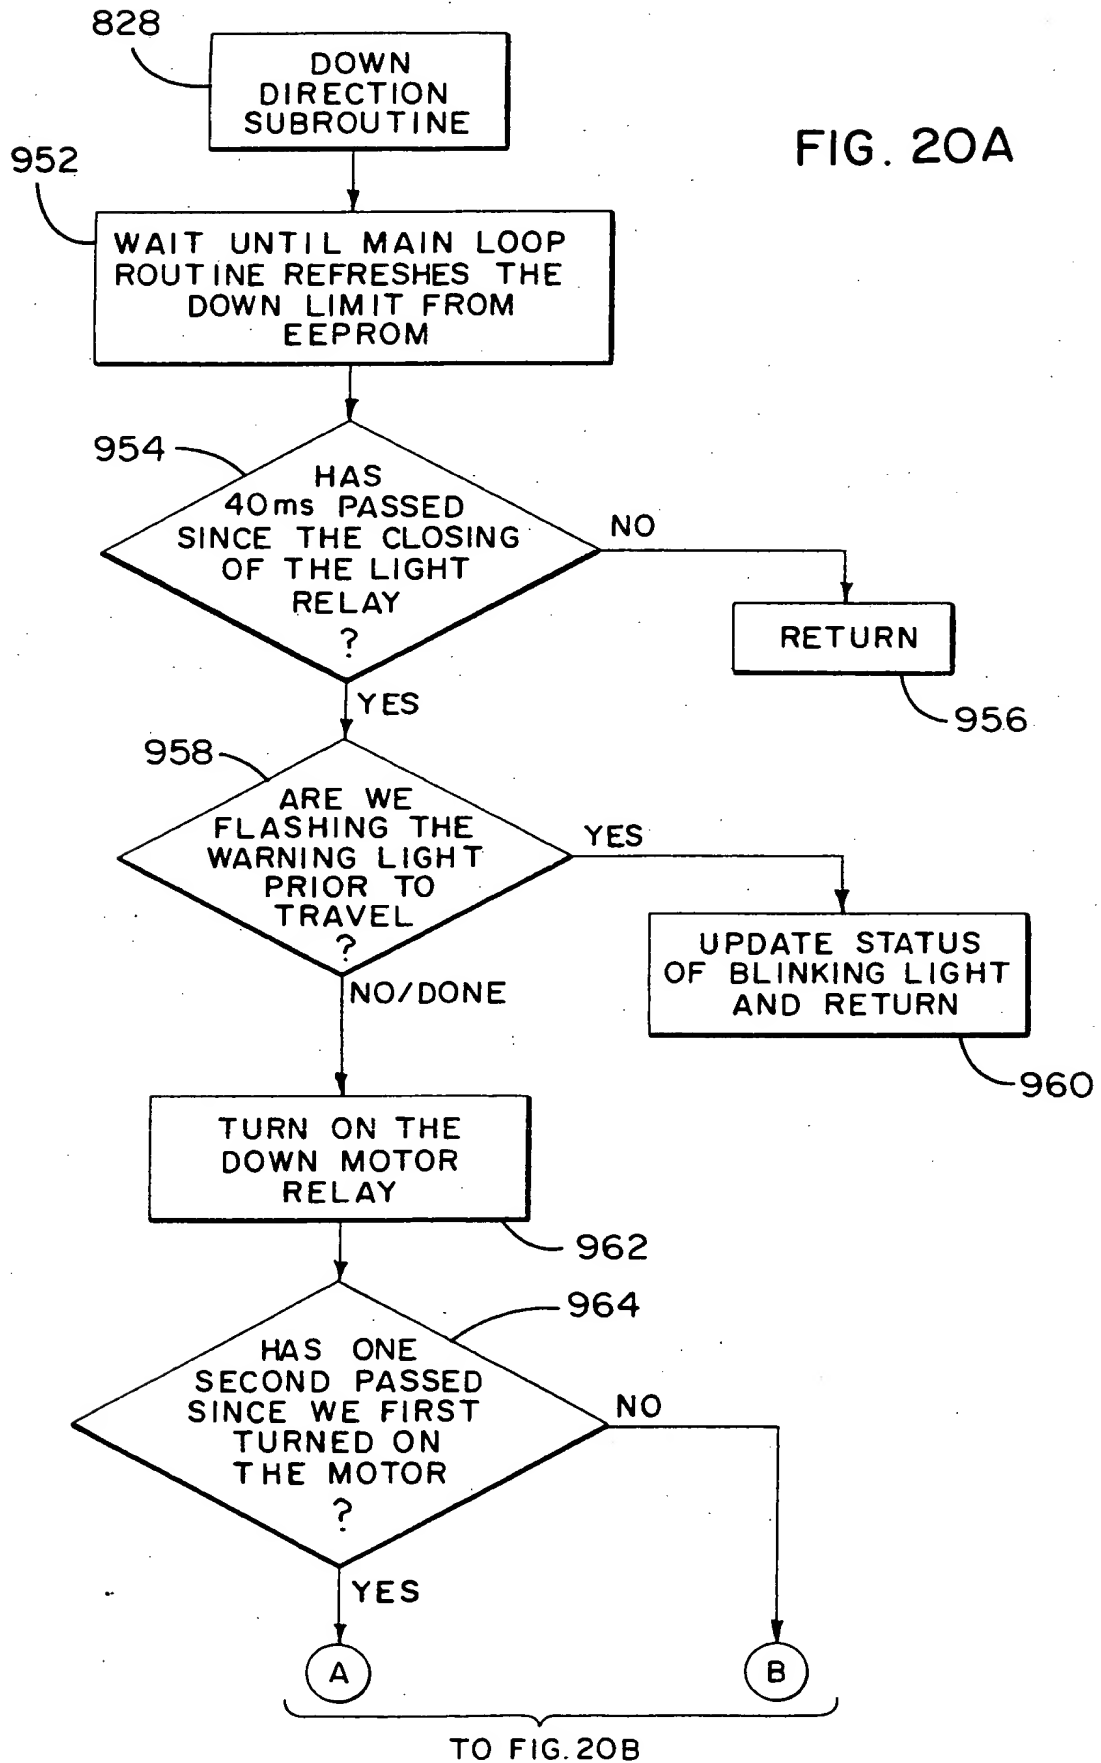 828
DOWN
DIRECTION
SUBROUTINE
FIG. 20A
952
WAIT UNTIL MAIN LOOP
ROUTINE REFRESHES THE
DOWN LIMIT FROM
EEPROM
954
HAS
40ms PASSED
SINCE THE CLOSING
OF THE LIGHT
RELAY
?
NO
RETURN
956
YES
958
ARE WE
FLASHING THE
WARNING LIGHT
PRIOR TO
TRAVEL
?
YES
UPDATE STATUS
OF BLINKING LIGHT
AND RETURN
960
NO/DONE
TURN ON THE
DOWN MOTOR
RELAY
962
964
HAS ONE
SECOND PASSED
SINCE WE FIRST
TURNED ON
THE MOTOR
?
NO
YES
A
B
TO FIG. 20B